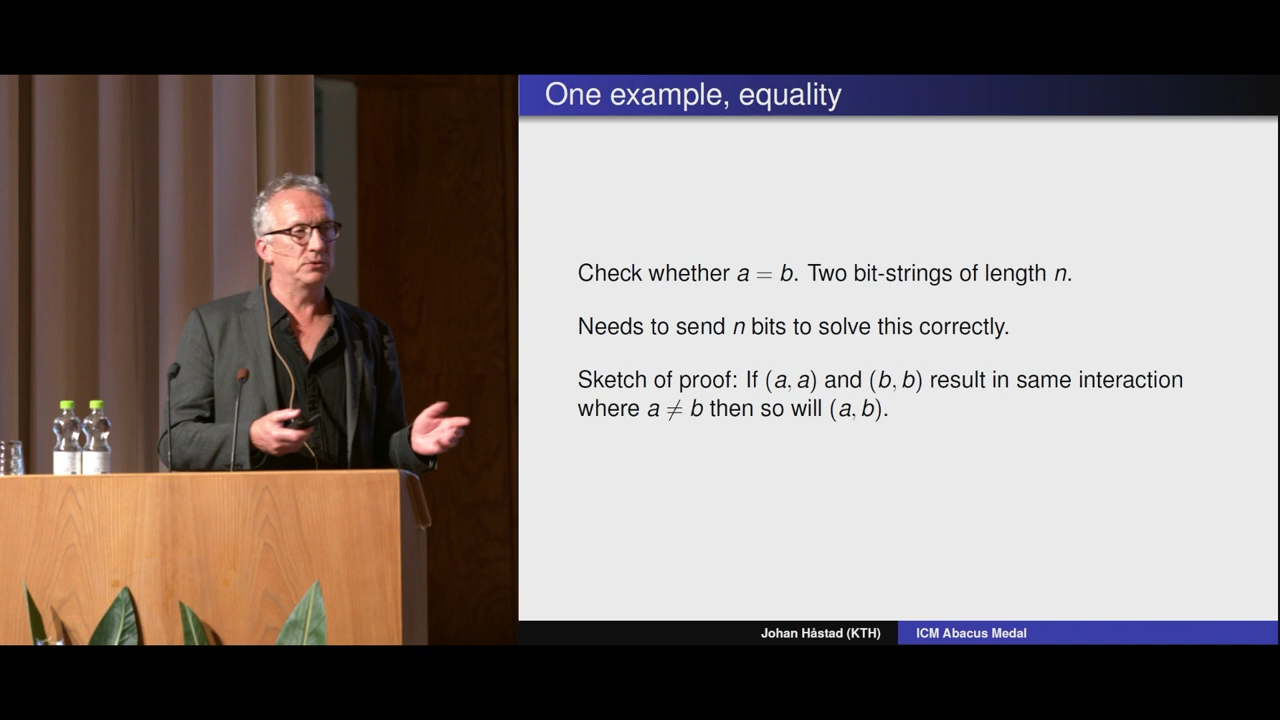 One example, equality
Check whether a = b. Two bit-strings of length n.
Needs to send n bits to solve this correctly.
Sketch of proof: If (a, a) and (b, b) result in same interaction
where a ≠ b then so will (a, b).
Johan Håstad (KTH)
ICM Abacus Medal